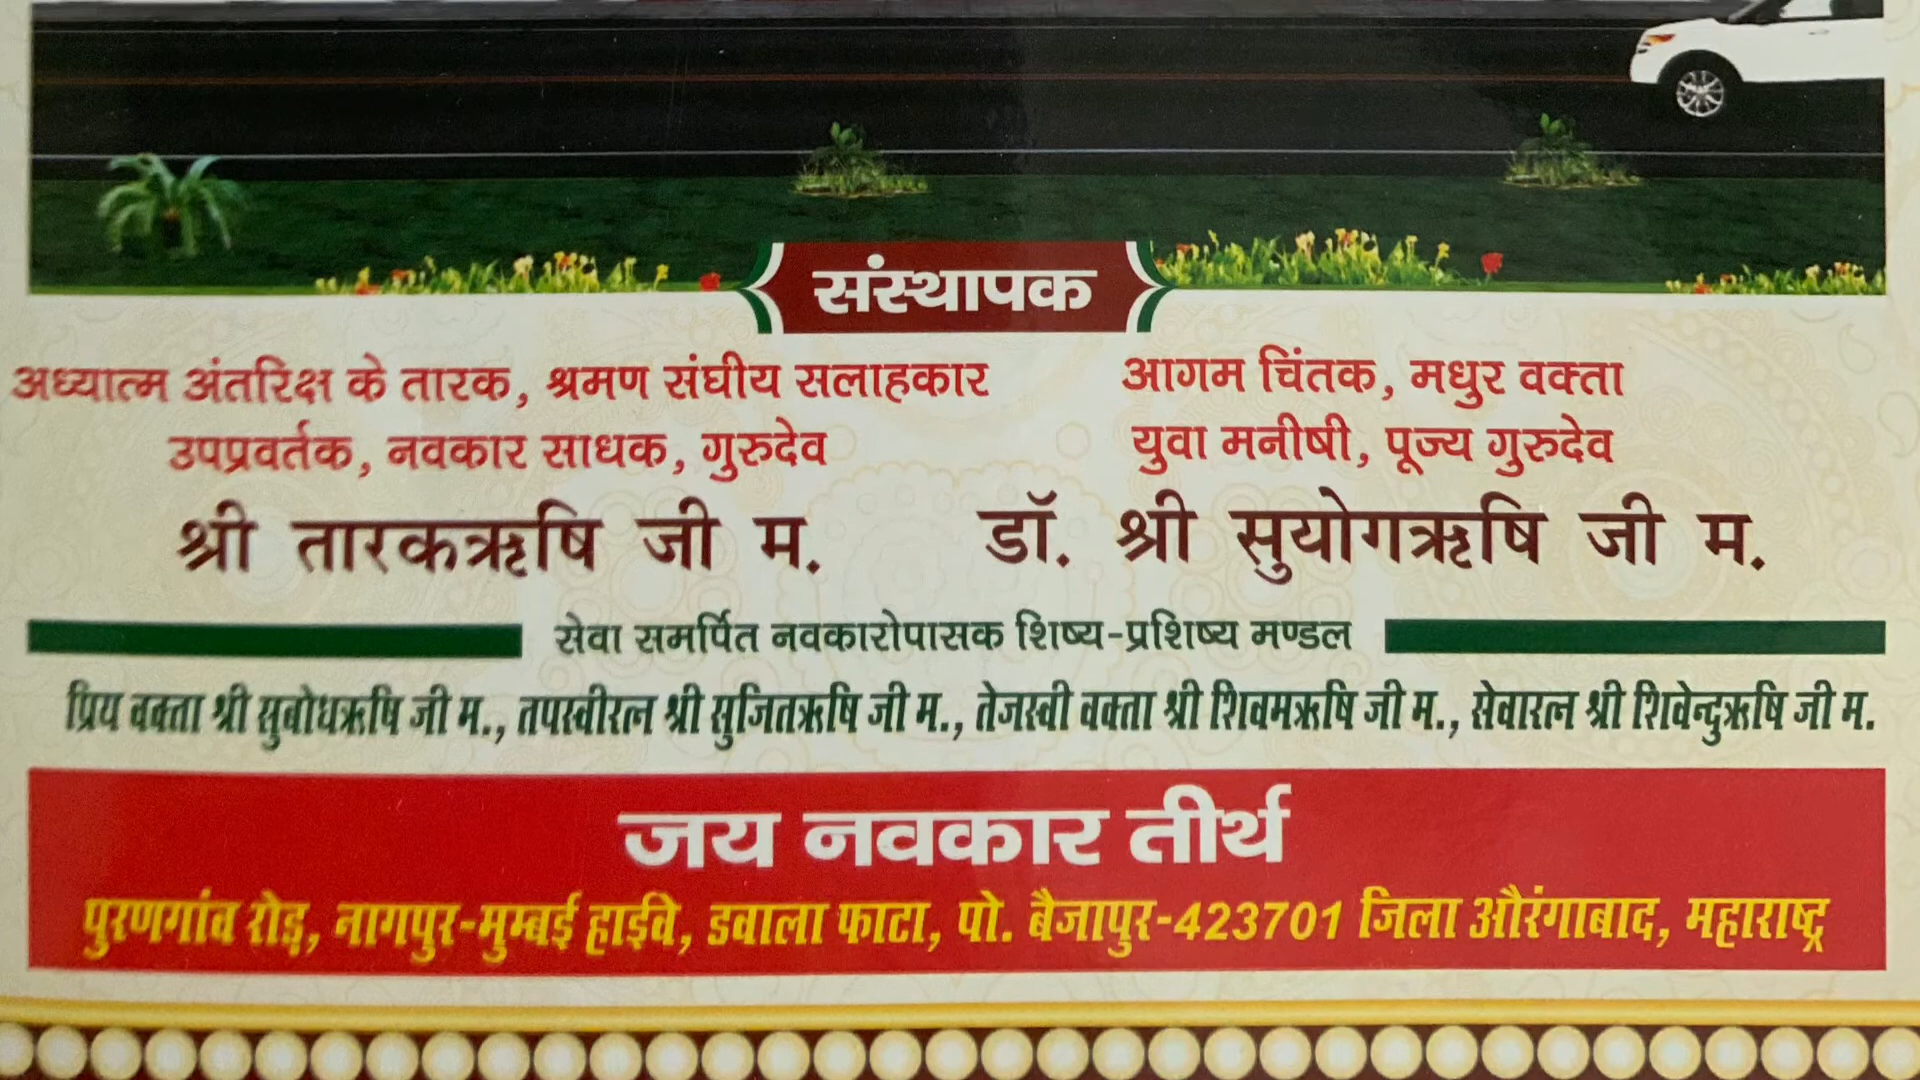 संस्थापक
अध्यात्म अंतरिक्ष के तारक, श्रमण संघीय सलाहकार
उपप्रवर्तक, नवकार साधक, गुरुदेव
श्री तारकऋषि जी म.
आगम चिंतक, मधुर वक्ता
युवा मनीषी, पूज्य गुरुदेव
डॉ. श्री सुयोगऋषि जी म.
सेवा समर्पित नवकारोपासक शिष्य-प्रशिष्य मण्डल
प्रिय वक्ता श्री सुबोधऋषि जी म., तपस्वीरत्न श्री सुजितऋषि जी म., तेजस्वी वक्ता श्री शिवमऋषि जी म., सेवारत्न श्री शिवेन्दुऋषि जी म.
जय नवकार तीर्थ
पुरणगांव रोड़, नागपुर-मुम्बई हाईवे, डवाला फाटा, पो. बैजापुर-423701 जिला औरंगाबाद, महाराष्ट्र